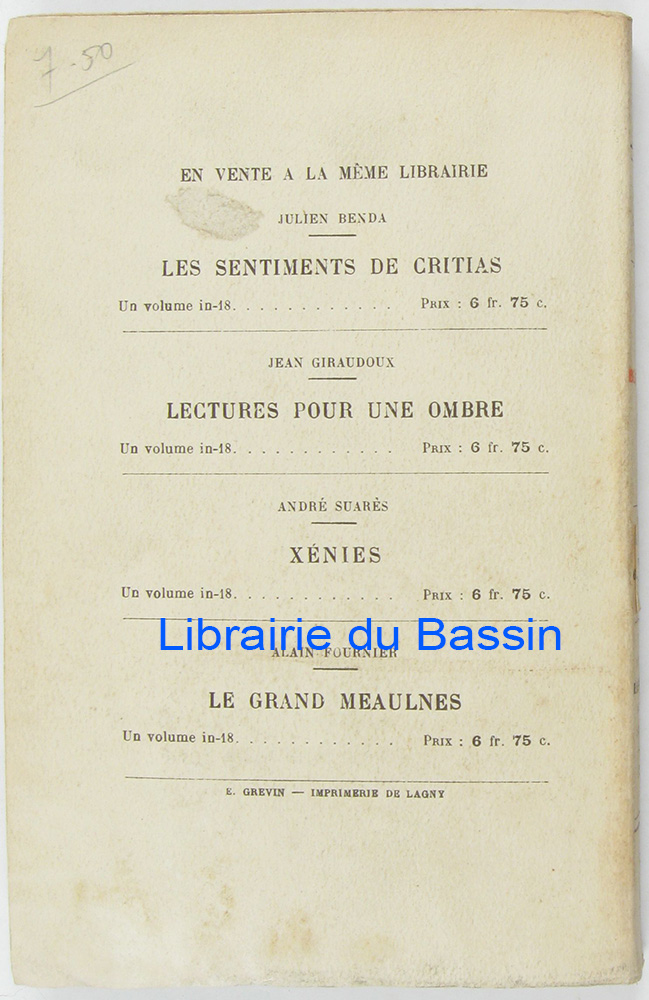 7.50
EN VENTE A LA MÊME LIBRAIRIE
JULIEN BENDA
LES SENTIMENTS DE CRITIAS
Un volume in-18. . . . . . . . . . . . Prix : 6 fr. 75 c.
JEAN GIRAUDOUX
LECTURES POUR UNE OMBRE
Un volume in-18. . . . . . . . . . . . Prix : 6 fr. 75 c.
ANDRÉ SUARÈS
XÉNIES
Un volume in-18. . . . . . . . . . . . Prix : 6 fr. 75 c.
Librairie du Bassin
ALAIN FOURNIER
LE GRAND MEAULNES
Un volume in-18. . . . . . . . . . . . Prix : 6 fr. 75 c.
E. GREVIN — IMPRIMERIE DE LAGNY